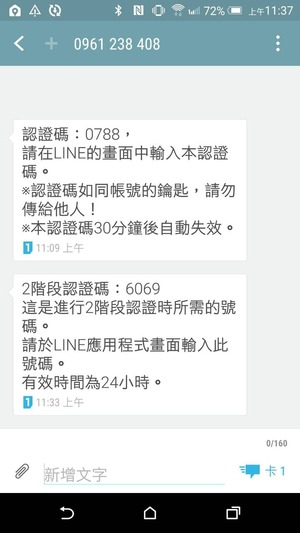 72% 上午11:37
0961 238 408
認證碼：0788，
請在LINE的畫面中輸入本認證
碼。
※認證碼如同帳號的鑰匙，請勿
傳給他人！
※本認證碼30分鐘後自動失效。
1 11:09 上午
2階段認證碼：6069
這是進行2階段認證時所需的號
碼。
請於LINE應用程式畫面輸入此
號碼。
有效時間為24小時。
1 11:33 上午
0/160
新增文字
卡 1